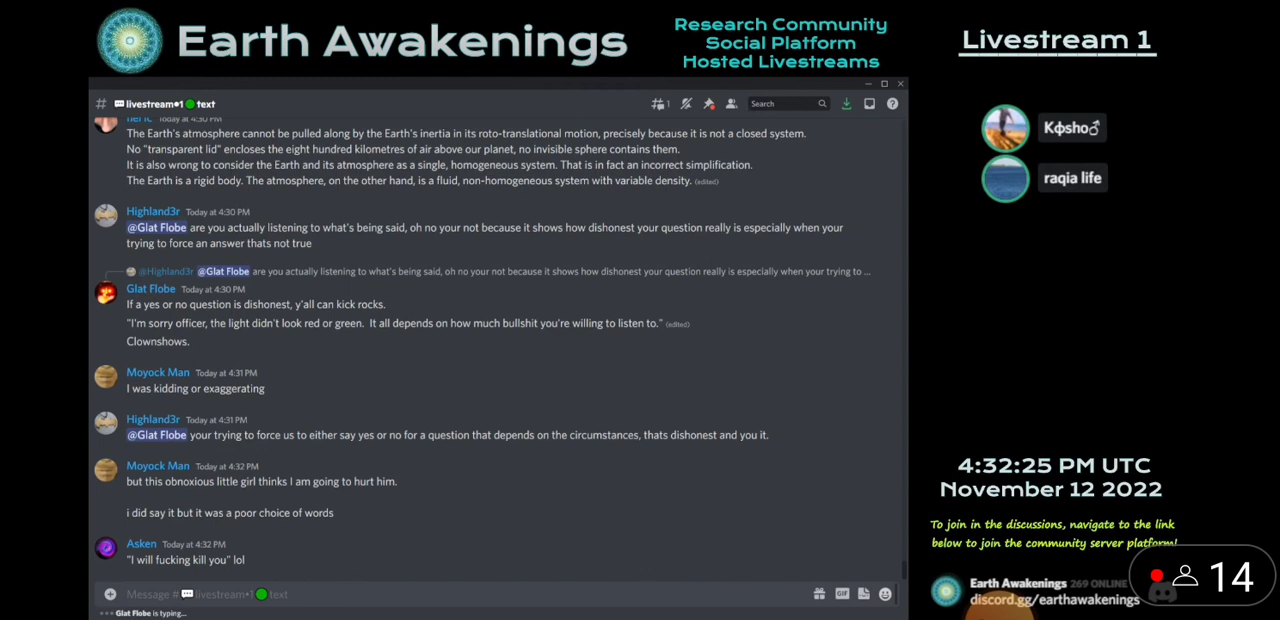 Earth Awakenings
Research Community
Social Platform
Hosted Livestreams
Livestream 1
# livestream•1 text
1
Search
Today at 4:30 PM
The Earth's atmosphere cannot be pulled along by the Earth's inertia in its roto-translational motion, precisely because it is not a closed system.
No "transparent lid" encloses the eight hundred kilometres of air above our planet, no invisible sphere contains them.
It is also wrong to consider the Earth and its atmosphere as a single, homogeneous system. That is in fact an incorrect simplification.
The Earth is a rigid body. The atmosphere, on the other hand, is a fluid, non-homogeneous system with variable density. (edited)
Highland3r Today at 4:30 PM
@Glat Flobe are you actually listening to what's being said, oh no your not because it shows how dishonest your question really is especially when your
trying to force an answer thats not true
@Highland3r @Glat Flobe are you actually listening to what's being said, oh no your not because it shows how dishonest your question really is especially when your trying to ...
Glat Flobe Today at 4:30 PM
If a yes or no question is dishonest, y'all can kick rocks.
"I'm sorry officer, the light didn't look red or green. It all depends on how much bullshit you're willing to listen to." (edited)
Clownshows.
Moyock Man Today at 4:31 PM
I was kidding or exaggerating
Highland3r Today at 4:31 PM
@Glat Flobe your trying to force us to either say yes or no for a question that depends on the circumstances, thats dishonest and you it.
Moyock Man Today at 4:32 PM
but this obnoxious little girl thinks I am going to hurt him.
i did say it but it was a poor choice of words
Asken Today at 4:32 PM
"I will fucking kill you" lol
Message # livestream•1 text
GIF
Glat Flobe is typing...
Kфsho♂
raqia life
4:32:25 PM UTC
November 12 2022
To join in the discussions, navigate to the link
below to join the community server platform!
Earth Awakenings 269 ONLINE
discord.gg/earthawakenings
14